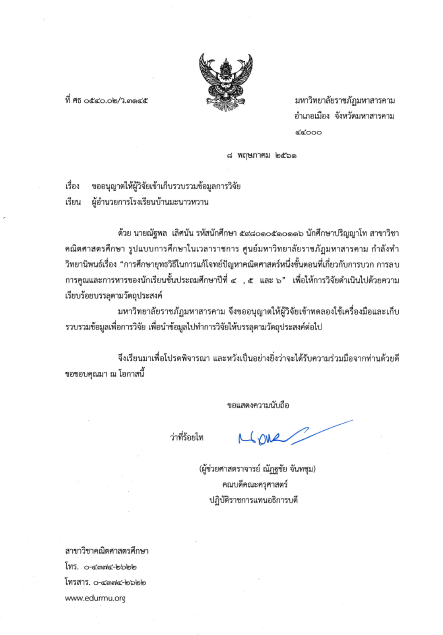 ที่ ศธ ๐๕๔๐.๐๒/ว.๓๑๔๕
มหาวิทยาลัยราชภัฏมหาสารคาม
อำเภอเมือง จังหวัดมหาสารคาม
๔๔๐๐๐
๘ พฤษภาคม ๒๕๖๑
เรื่อง ขออนุญาตให้ผู้วิจัยเข้าเก็บรวบรวมข้อมูลการวิจัย
เรียน ผู้อำนวยการโรงเรียนบ้านมะนาวหวาน
ด้วย นายณัฐพล เลิศนัน รหัสนักศึกษา ๕๙๘๐๑๐๕๑๐๑๑๖ นักศึกษาปริญญาโท สาขาวิชา
คณิตศาสตรศึกษา รูปแบบการศึกษาในเวลาราชการ ศูนย์มหาวิทยาลัยราชภัฏมหาสารคาม กำลังทำ
วิทยานิพนธ์เรื่อง "การศึกษายุทธวิธีในการแก้โจทย์ปัญหาคณิตศาสตร์หนึ่งขั้นตอนที่เกี่ยวกับการบวก การลบ
การคูณและการหารของนักเรียนชั้นประถมศึกษาปีที่ ๔ , ๕ และ ๖" เพื่อให้การวิจัยดำเนินไปด้วยความ
เรียบร้อยบรรลุตามวัตถุประสงค์
มหาวิทยาลัยราชภัฏมหาสารคาม จึงขออนุญาตให้ผู้วิจัยเข้าทดลองใช้เครื่องมือและเก็บ
รวบรวมข้อมูลเพื่อการวิจัย เพื่อนำข้อมูลไปทำการวิจัยให้บรรลุตามวัตถุประสงค์ต่อไป
จึงเรียนมาเพื่อโปรดพิจารณา และหวังเป็นอย่างยิ่งว่าจะได้รับความร่วมมือจากท่านด้วยดี
ขอขอบคุณมา ณ โอกาสนี้
ขอแสดงความนับถือ
ว่าที่ร้อยโท
(ผู้ช่วยศาสตราจารย์ ณัฏฐชัย จันทชุม)
คณบดีคณะครุศาสตร์
ปฏิบัติราชการแทนอธิการบดี
สาขาวิชาคณิตศาสตรศึกษา
โทร. ๐-๔๓๗๔-๒๖๒๒
โทรสาร. ๐-๔๓๗๔-๒๖๒๒
www.edurmu.org